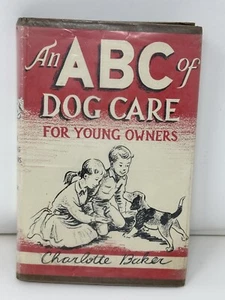 An ABC of
DOG CARE
FOR YOUNG OWNERS
Charlotte Baker